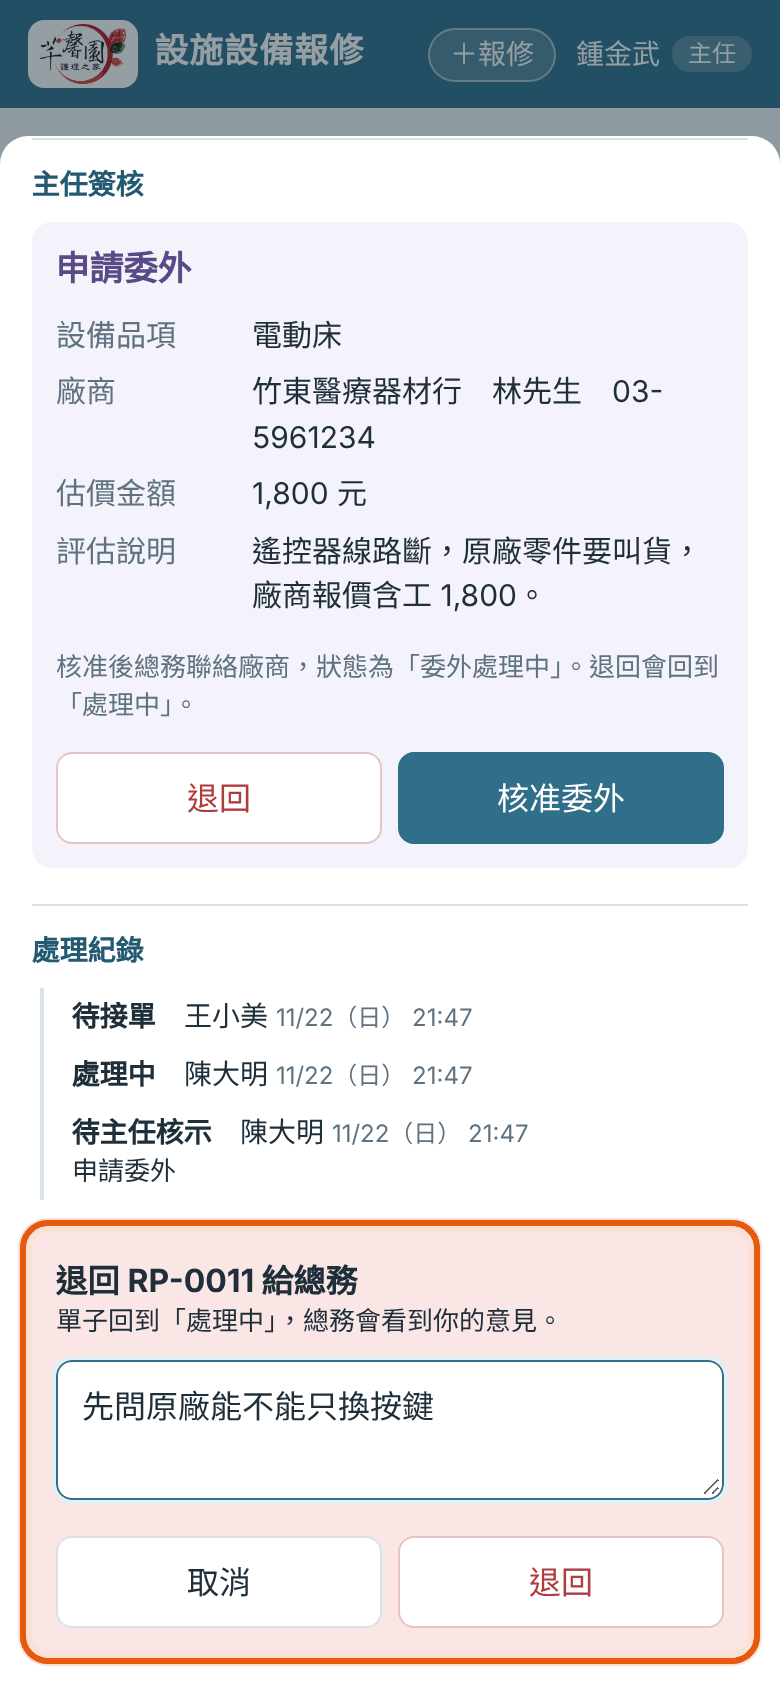 芊馨園
護理之家
設施設備報修
＋報修
鍾金武
主任
主任簽核
申請委外
設備品項 電動床
廠商 竹東醫療器材行　林先生　03-
5961234
估價金額 1,800 元
評估說明 遙控器線路斷，原廠零件要叫貨，
廠商報價含工 1,800。
核准後總務聯絡廠商，狀態為「委外處理中」。退回會回到
「處理中」。
退回
核准委外
處理紀錄
待接單　王小美 11/22（日） 21:47
處理中　陳大明 11/22（日） 21:47
待主任核示　陳大明 11/22（日） 21:47
申請委外
退回 RP-0011 給總務
單子回到「處理中」，總務會看到你的意見。
先問原廠能不能只換按鍵
取消
退回